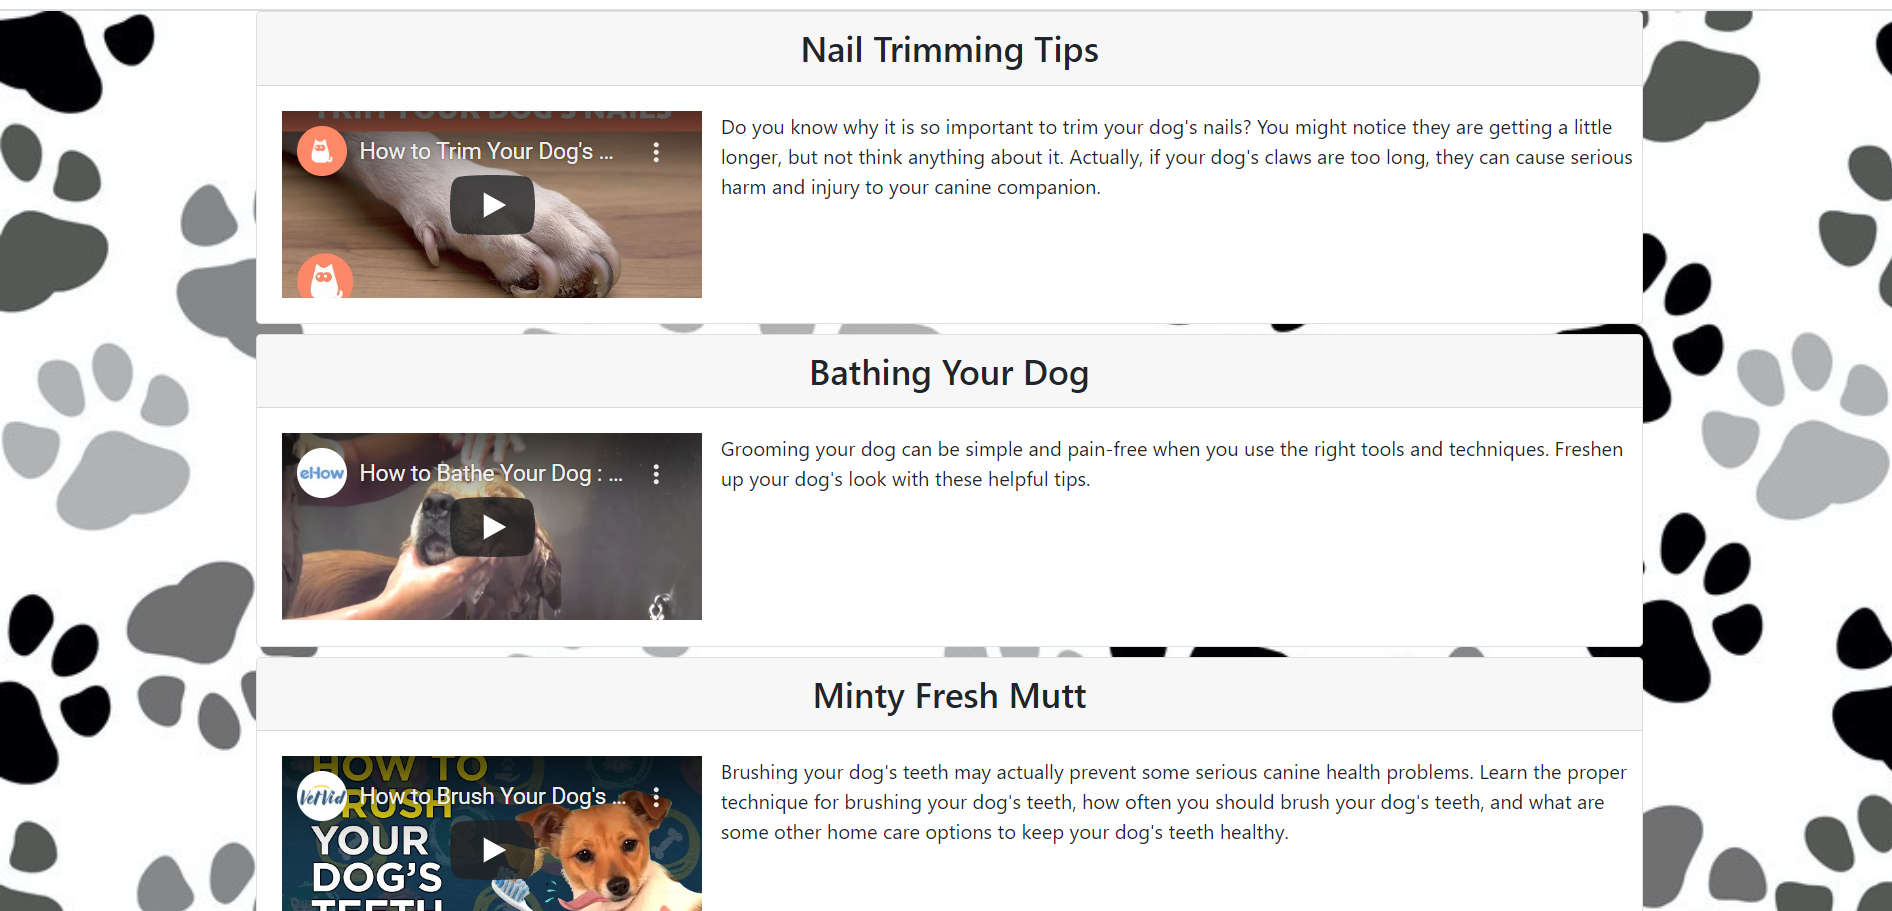 Nail Trimming Tips
TRIM YOUR DOG'S NAILS
How to Trim Your Dog's ...
Do you know why it is so important to trim your dog's nails? You might notice they are getting a little
longer, but not think anything about it. Actually, if your dog's claws are too long, they can cause serious
harm and injury to your canine companion.
Bathing Your Dog
eHow
How to Bathe Your Dog : ...
Grooming your dog can be simple and pain-free when you use the right tools and techniques. Freshen
up your dog's look with these helpful tips.
Minty Fresh Mutt
HOW TO
BRUSH
YOUR
DOG'S
TEETH
VetVid
How to Brush Your Dog's ...
Brushing your dog's teeth may actually prevent some serious canine health problems. Learn the proper
technique for brushing your dog's teeth, how often you should brush your dog's teeth, and what are
some other home care options to keep your dog's teeth healthy.